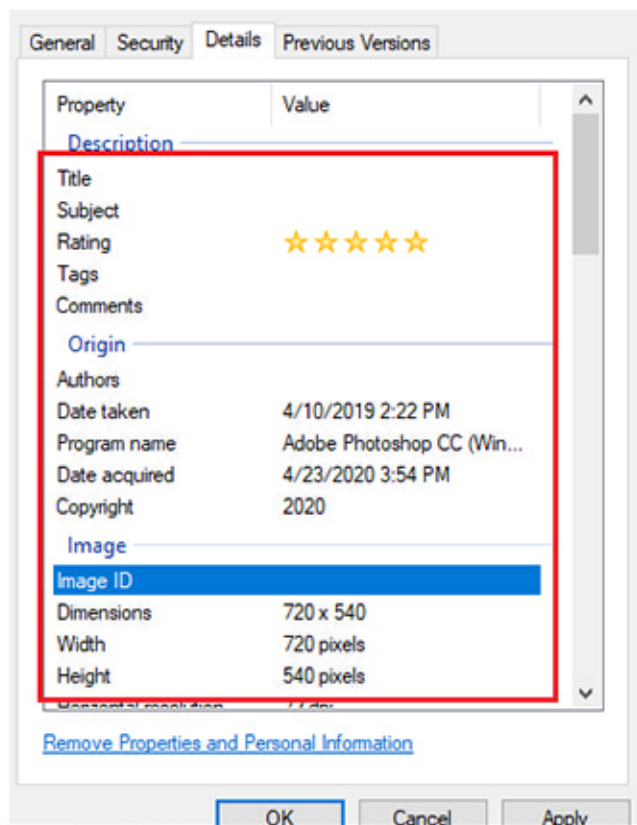 General Security Details Previous Versions
Property Value
Description
Title
Subject
Rating
Tags
Comments
Origin
Authors
Date taken 4/10/2019 2:22 PM
Program name Adobe Photoshop CC (Win...
Date acquired 4/23/2020 3:54 PM
Copyright 2020
Image
Image ID
Dimensions 720 x 540
Width 720 pixels
Height 540 pixels
Horizontal resolution
Remove Properties and Personal Information
OK Cancel Apply